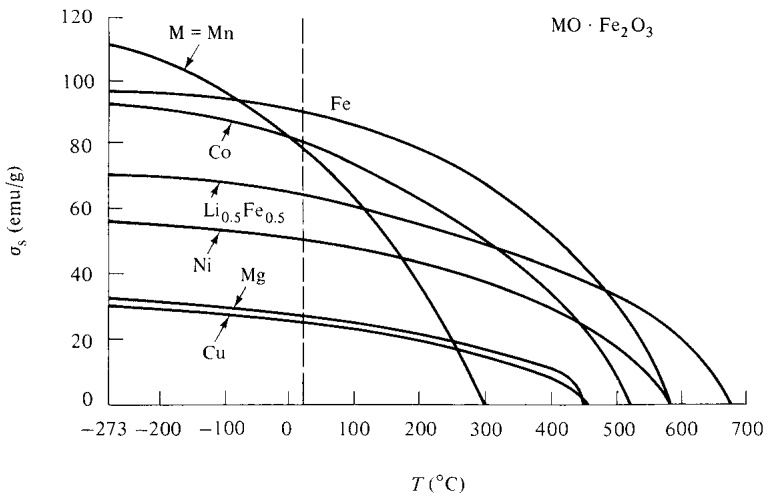 MO · Fe₂O₃
120
100
80
60
40
20
0
σₛ (emu/g)
M = Mn
Fe
Co
Li₀.₅Fe₀.₅
Ni
Mg
Cu
−273 −200 −100 0 100 200 300 400 500 600 700
T (°C)